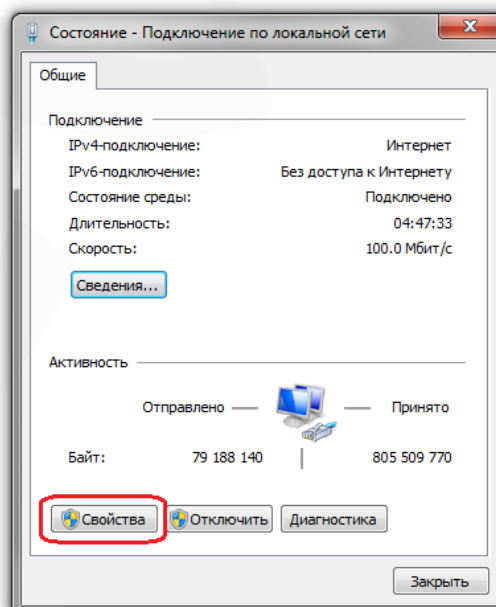 Состояние - Подключение по локальной сети
Общие
Подключение
IPv4-подключение: Интернет
IPv6-подключение: Без доступа к Интернету
Состояние среды: Подключено
Длительность: 04:47:33
Скорость: 100.0 Мбит/с
Сведения...
Активность
Отправлено — — Принято
Байт: 79 188 140 | 805 509 770
Свойства Отключить Диагностика
Закрыть